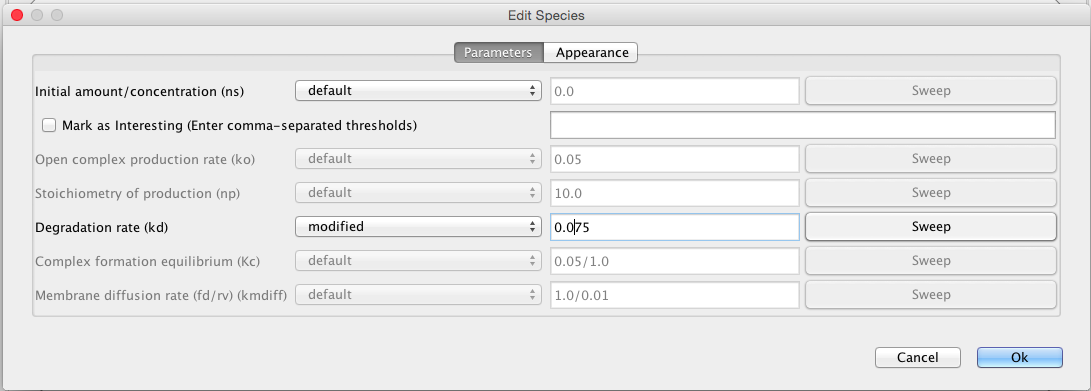 Edit Species
Parameters Appearance
Initial amount/concentration (ns) default 0.0 Sweep
Mark as Interesting (Enter comma-separated thresholds)
Open complex production rate (ko) default 0.05 Sweep
Stoichiometry of production (np) default 10.0 Sweep
Degradation rate (kd) modified 0.075 Sweep
Complex formation equilibrium (Kc) default 0.05/1.0 Sweep
Membrane diffusion rate (fd/rv) (kmdiff) default 1.0/0.01 Sweep
Cancel Ok